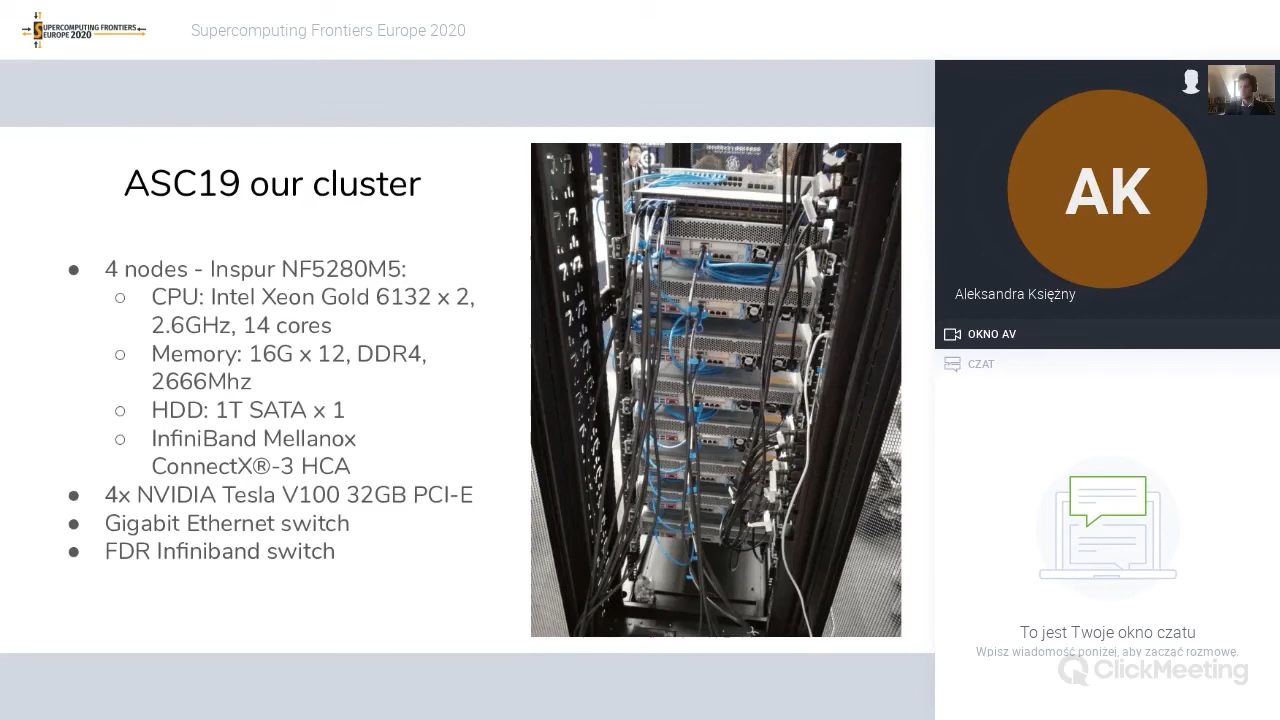 SUPERCOMPUTING FRONTIERS
EUROPE 2020
Supercomputing Frontiers Europe 2020
ASC19 our cluster
● 4 nodes - Inspur NF5280M5:
○ CPU: Intel Xeon Gold 6132 x 2,
2.6GHz, 14 cores
○ Memory: 16G x 12, DDR4,
2666Mhz
○ HDD: 1T SATA x 1
○ InfiniBand Mellanox
ConnectX®-3 HCA
● 4x NVIDIA Tesla V100 32GB PCI-E
● Gigabit Ethernet switch
● FDR Infiniband switch
AK
Aleksandra Księżny
OKNO AV
CZAT
To jest Twoje okno czatu
Wpisz wiadomość poniżej, aby zacząć rozmowę.
ClickMeeting